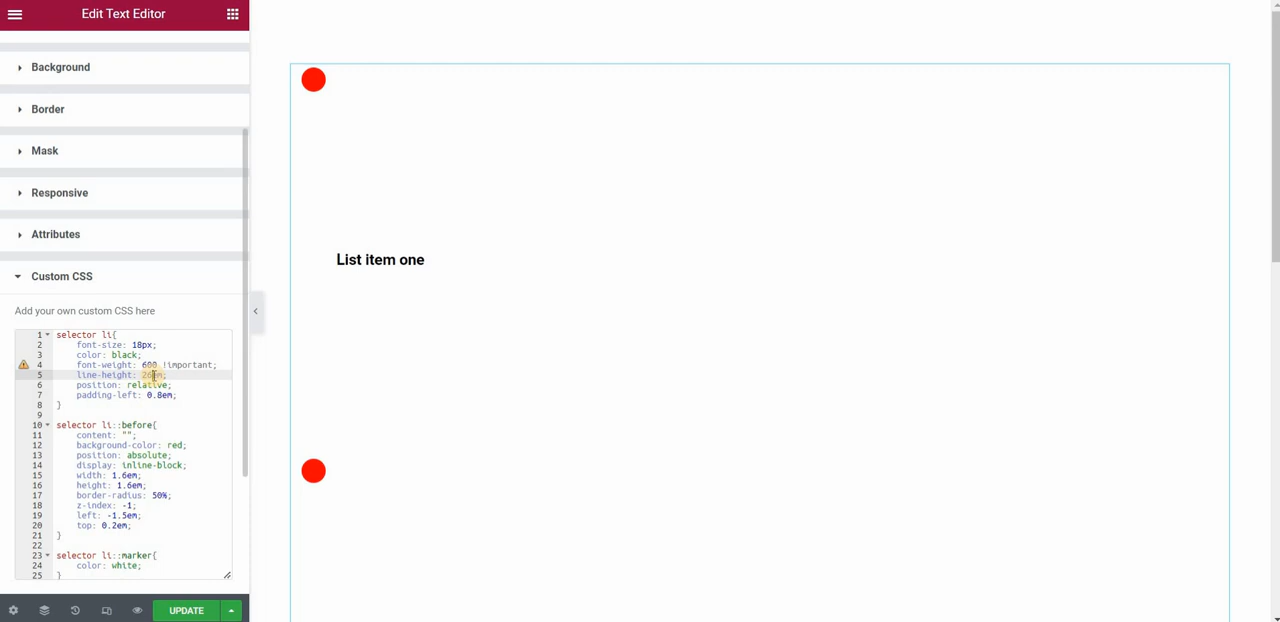 Edit Text Editor
Background
Border
Mask
Responsive
Attributes
Custom CSS
Add your own custom CSS here
1 selector li{
2 font-size: 18px;
3 color: black;
4 font-weight: 600 !important;
5 line-height:
6 position: relative;
7 padding-left: 0.8em;
8 }
9
10 selector li::before{
11 content: "";
12 background-color: red;
13 position: absolute;
14 display: inline-block;
15 width: 1.6em;
16 height: 1.6em;
17 border-radius: 50%;
18 z-index: -1;
19 left: -1.5em;
20 top: 0.2em;
21 }
22
23 selector li::marker{
24 color: white;
25 }
UPDATE
List item one